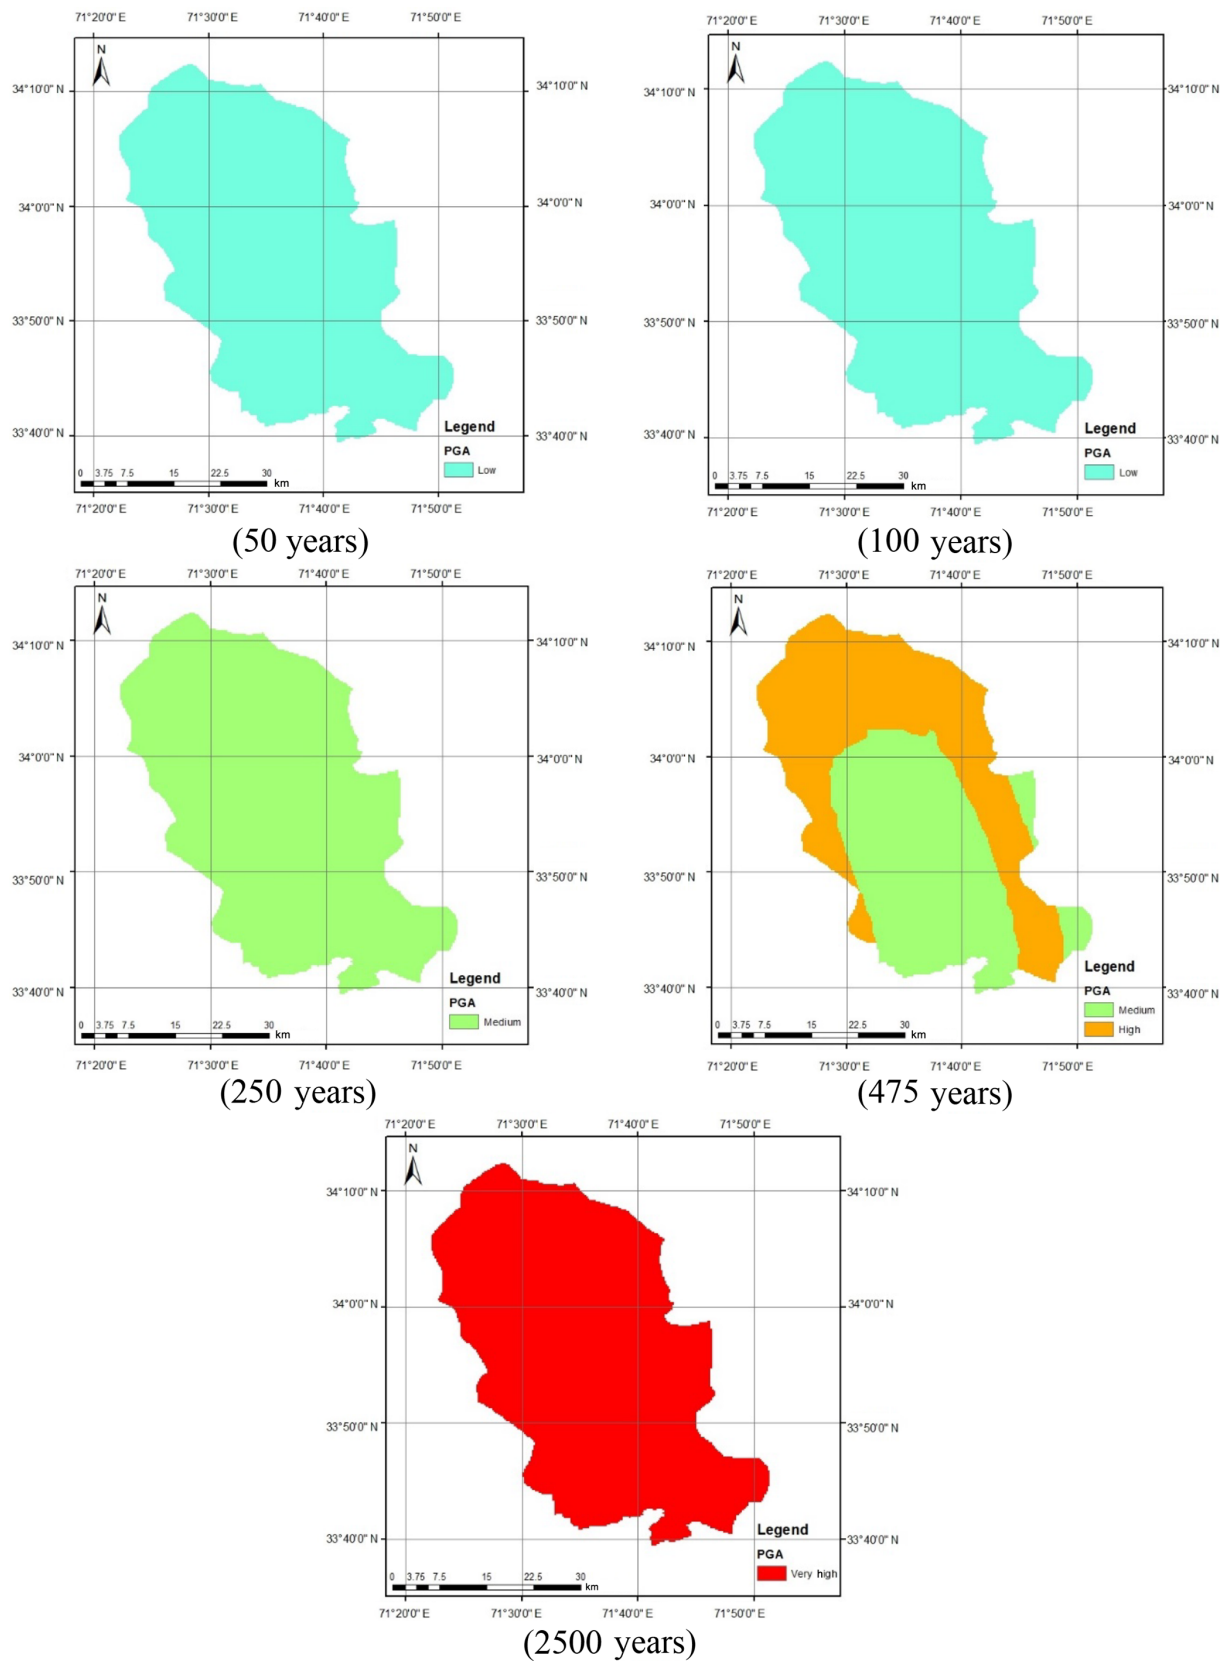 71°20'0" E 71°30'0" E 71°40'0" E 71°50'0" E
N
34°10'0" N 34°10'0" N
34°0'0" N 34°0'0" N
33°50'0" N 33°50'0" N
33°40'0" N 33°40'0" N
Legend
PGA
Low
0 3.75 7.5 15 22.5 30 km
71°20'0" E 71°30'0" E 71°40'0" E 71°50'0" E
(50 years)
71°20'0" E 71°30'0" E 71°40'0" E 71°50'0" E
N
34°10'0" N 34°10'0" N
34°0'0" N 34°0'0" N
33°50'0" N 33°50'0" N
33°40'0" N 33°40'0" N
Legend
PGA
Low
0 3.75 7.5 15 22.5 30 km
71°20'0" E 71°30'0" E 71°40'0" E 71°50'0" E
(100 years)
71°20'0" E 71°30'0" E 71°40'0" E 71°50'0" E
N
34°10'0" N 34°10'0" N
34°0'0" N 34°0'0" N
33°50'0" N 33°50'0" N
33°40'0" N 33°40'0" N
Legend
PGA
Medium
0 3.75 7.5 15 22.5 30 km
71°20'0" E 71°30'0" E 71°40'0" E 71°50'0" E
(250 years)
71°20'0" E 71°30'0" E 71°40'0" E 71°50'0" E
N
34°10'0" N 34°10'0" N
34°0'0" N 34°0'0" N
33°50'0" N 33°50'0" N
33°40'0" N 33°40'0" N
Legend
PGA
Medium
High
0 3.75 7.5 15 22.5 30 km
71°20'0" E 71°30'0" E 71°40'0" E 71°50'0" E
(475 years)
71°20'0" E 71°30'0" E 71°40'0" E 71°50'0" E
N
34°10'0" N 34°10'0" N
34°0'0" N 34°0'0" N
33°50'0" N 33°50'0" N
33°40'0" N 33°40'0" N
Legend
PGA
Very high
0 3.75 7.5 15 22.5 30 km
71°20'0" E 71°30'0" E 71°40'0" E 71°50'0" E
(2500 years)